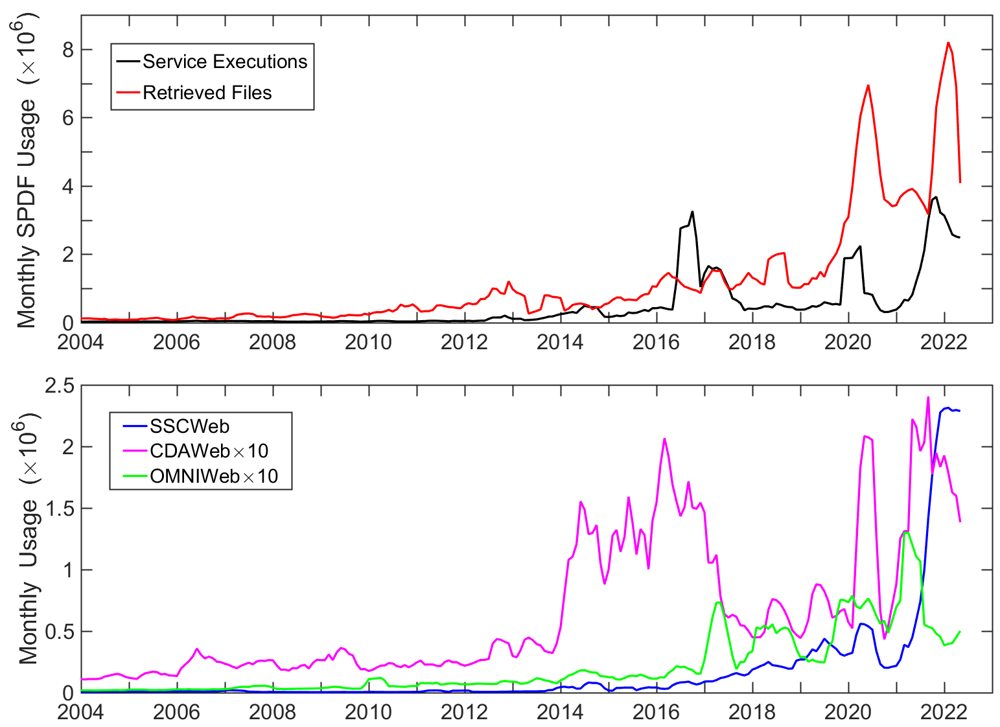 Monthly SPDF Usage (×10⁶)
8
6
4
2
0
Service Executions
Retrieved Files
2004 2006 2008 2010 2012 2014 2016 2018 2020 2022
Monthly Usage (×10⁶)
2.5
2
1.5
1
0.5
0
SSCWeb
CDAWeb×10
OMNIWeb×10
2004 2006 2008 2010 2012 2014 2016 2018 2020 2022